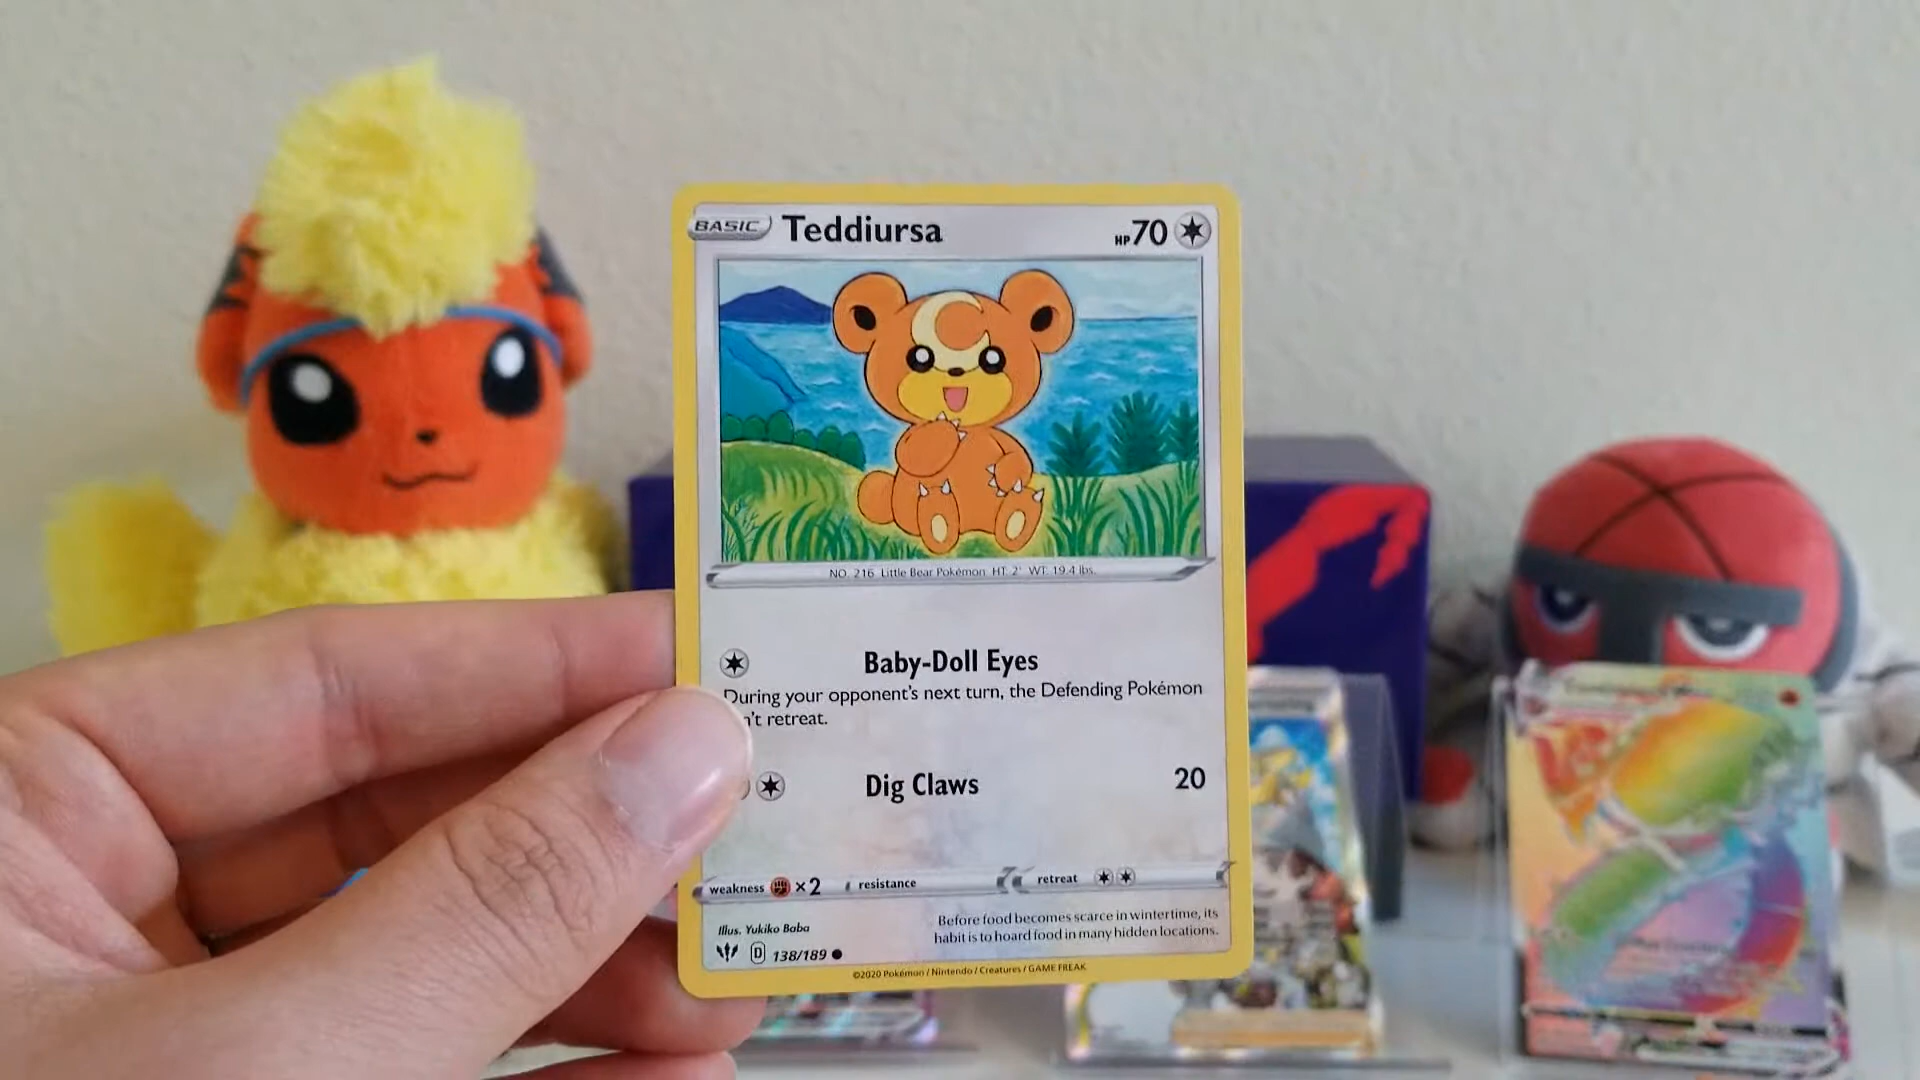 BASIC Teddiursa HP 70
NO. 216 Little Bear Pokémon HT. 2' WT. 19.4 lbs.
Baby-Doll Eyes
During your opponent's next turn, the Defending Pokémon
't retreat.
Dig Claws 20
weakness ×2 resistance retreat
Illus. Yukiko Baba
Before food becomes scarce in wintertime, its
habit is to hoard food in many hidden locations.
D 138/189
©2020 Pokémon / Nintendo / Creatures / GAME FREAK